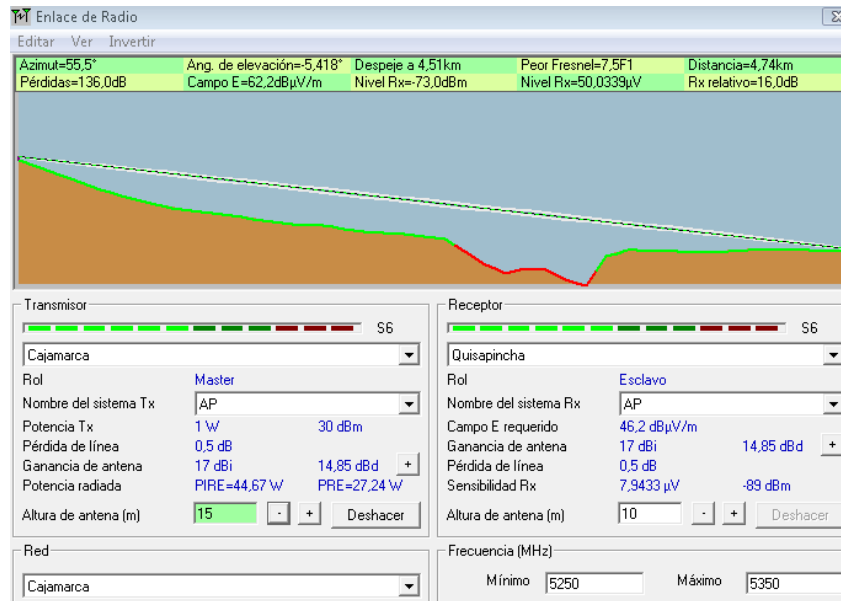 Enlace de Radio
Editar Ver Invertir
Azimut=55,5° Ang. de elevación=-5,418° Despeje a 4,51km Peor Fresnel=7,5F1 Distancia=4,74km
Pérdidas=136,0dB Campo E=62,2dBµV/m Nivel Rx=-73,0dBm Nivel Rx=50,0339µV Rx relativo=16,0dB
Transmisor Receptor
S6 S6
Cajamarca Quisapincha
Rol Master Rol Esclavo
Nombre del sistema Tx AP Nombre del sistema Rx AP
Potencia Tx 1 W 30 dBm Campo E requerido 46,2 dBµV/m
Pérdida de línea 0,5 dB Ganancia de antena 17 dBi 14,85 dBd +
Ganancia de antena 17 dBi 14,85 dBd + Pérdida de línea 0,5 dB
Potencia radiada PIRE=44,67 W PRE=27,24 W Sensibilidad Rx 7,9433 µV -89 dBm
Altura de antena (m) 15 - + Deshacer Altura de antena (m) 10 - + Deshacer
Red Frecuencia (MHz)
Cajamarca Mínimo 5250 Máximo 5350